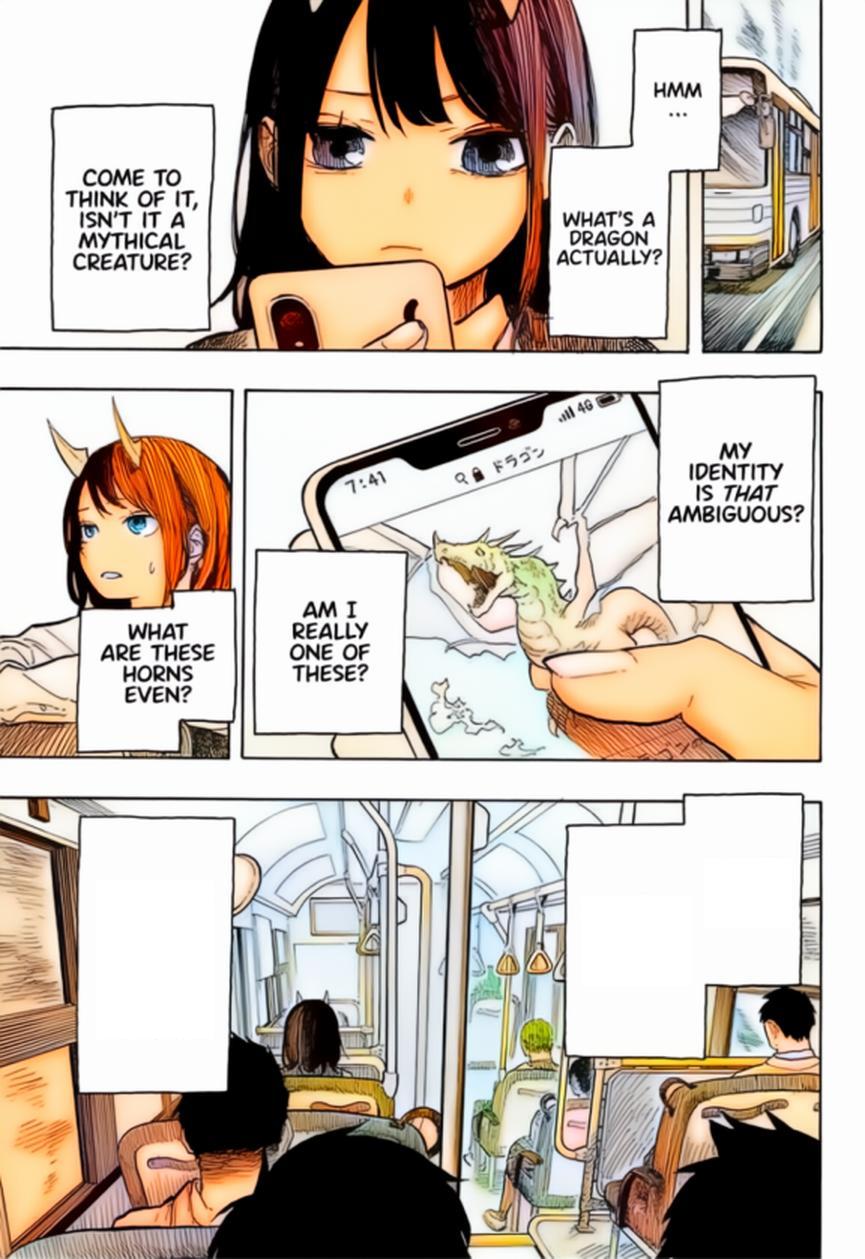 HMM
...
WHAT'S A
DRAGON
ACTUALLY?
COME TO
THINK OF IT,
ISN'T IT A
MYTHICAL
CREATURE?
MY
IDENTITY
IS THAT
AMBIGUOUS?
7:41
4G
ドラゴン
AM I
REALLY
ONE OF
THESE?
WHAT
ARE THESE
HORNS
EVEN?